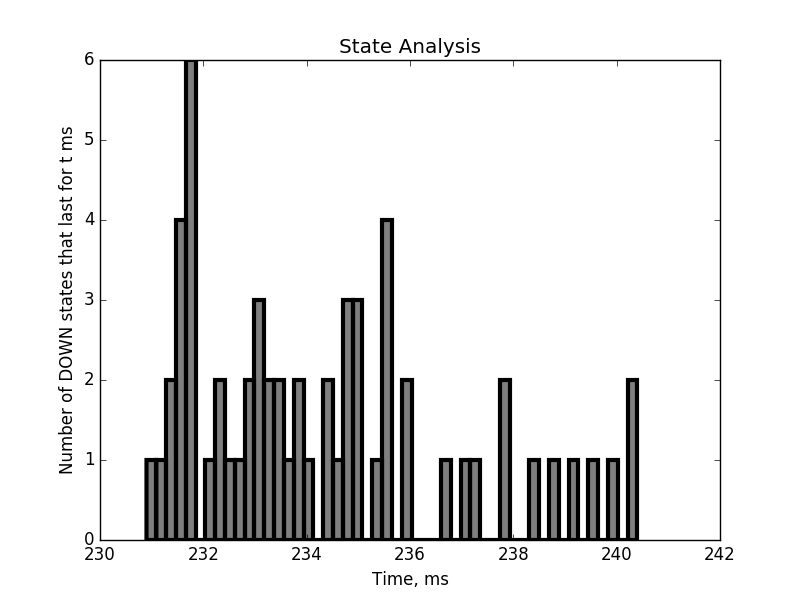 State Analysis
Number of DOWN states that last for t ms
6
5
4
3
2
1
0
230 232 234 236 238 240 242
Time, ms